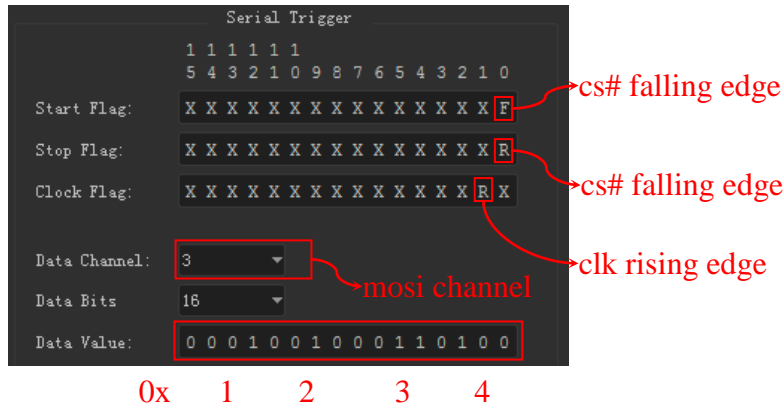 Serial Trigger
1 1 1 1 1 1
5 4 3 2 1 0 9 8 7 6 5 4 3 2 1 0
Start Flag: X X X X X X X X X X X X X X X F cs# falling edge
Stop Flag: X X X X X X X X X X X X X X X R cs# falling edge
Clock Flag: X X X X X X X X X X X X X X R X
clk rising edge
Data Channel: 3
mosi channel
Data Bits 16
Data Value: 0 0 0 1 0 0 1 0 0 0 1 1 0 1 0 0
0x 1 2 3 4